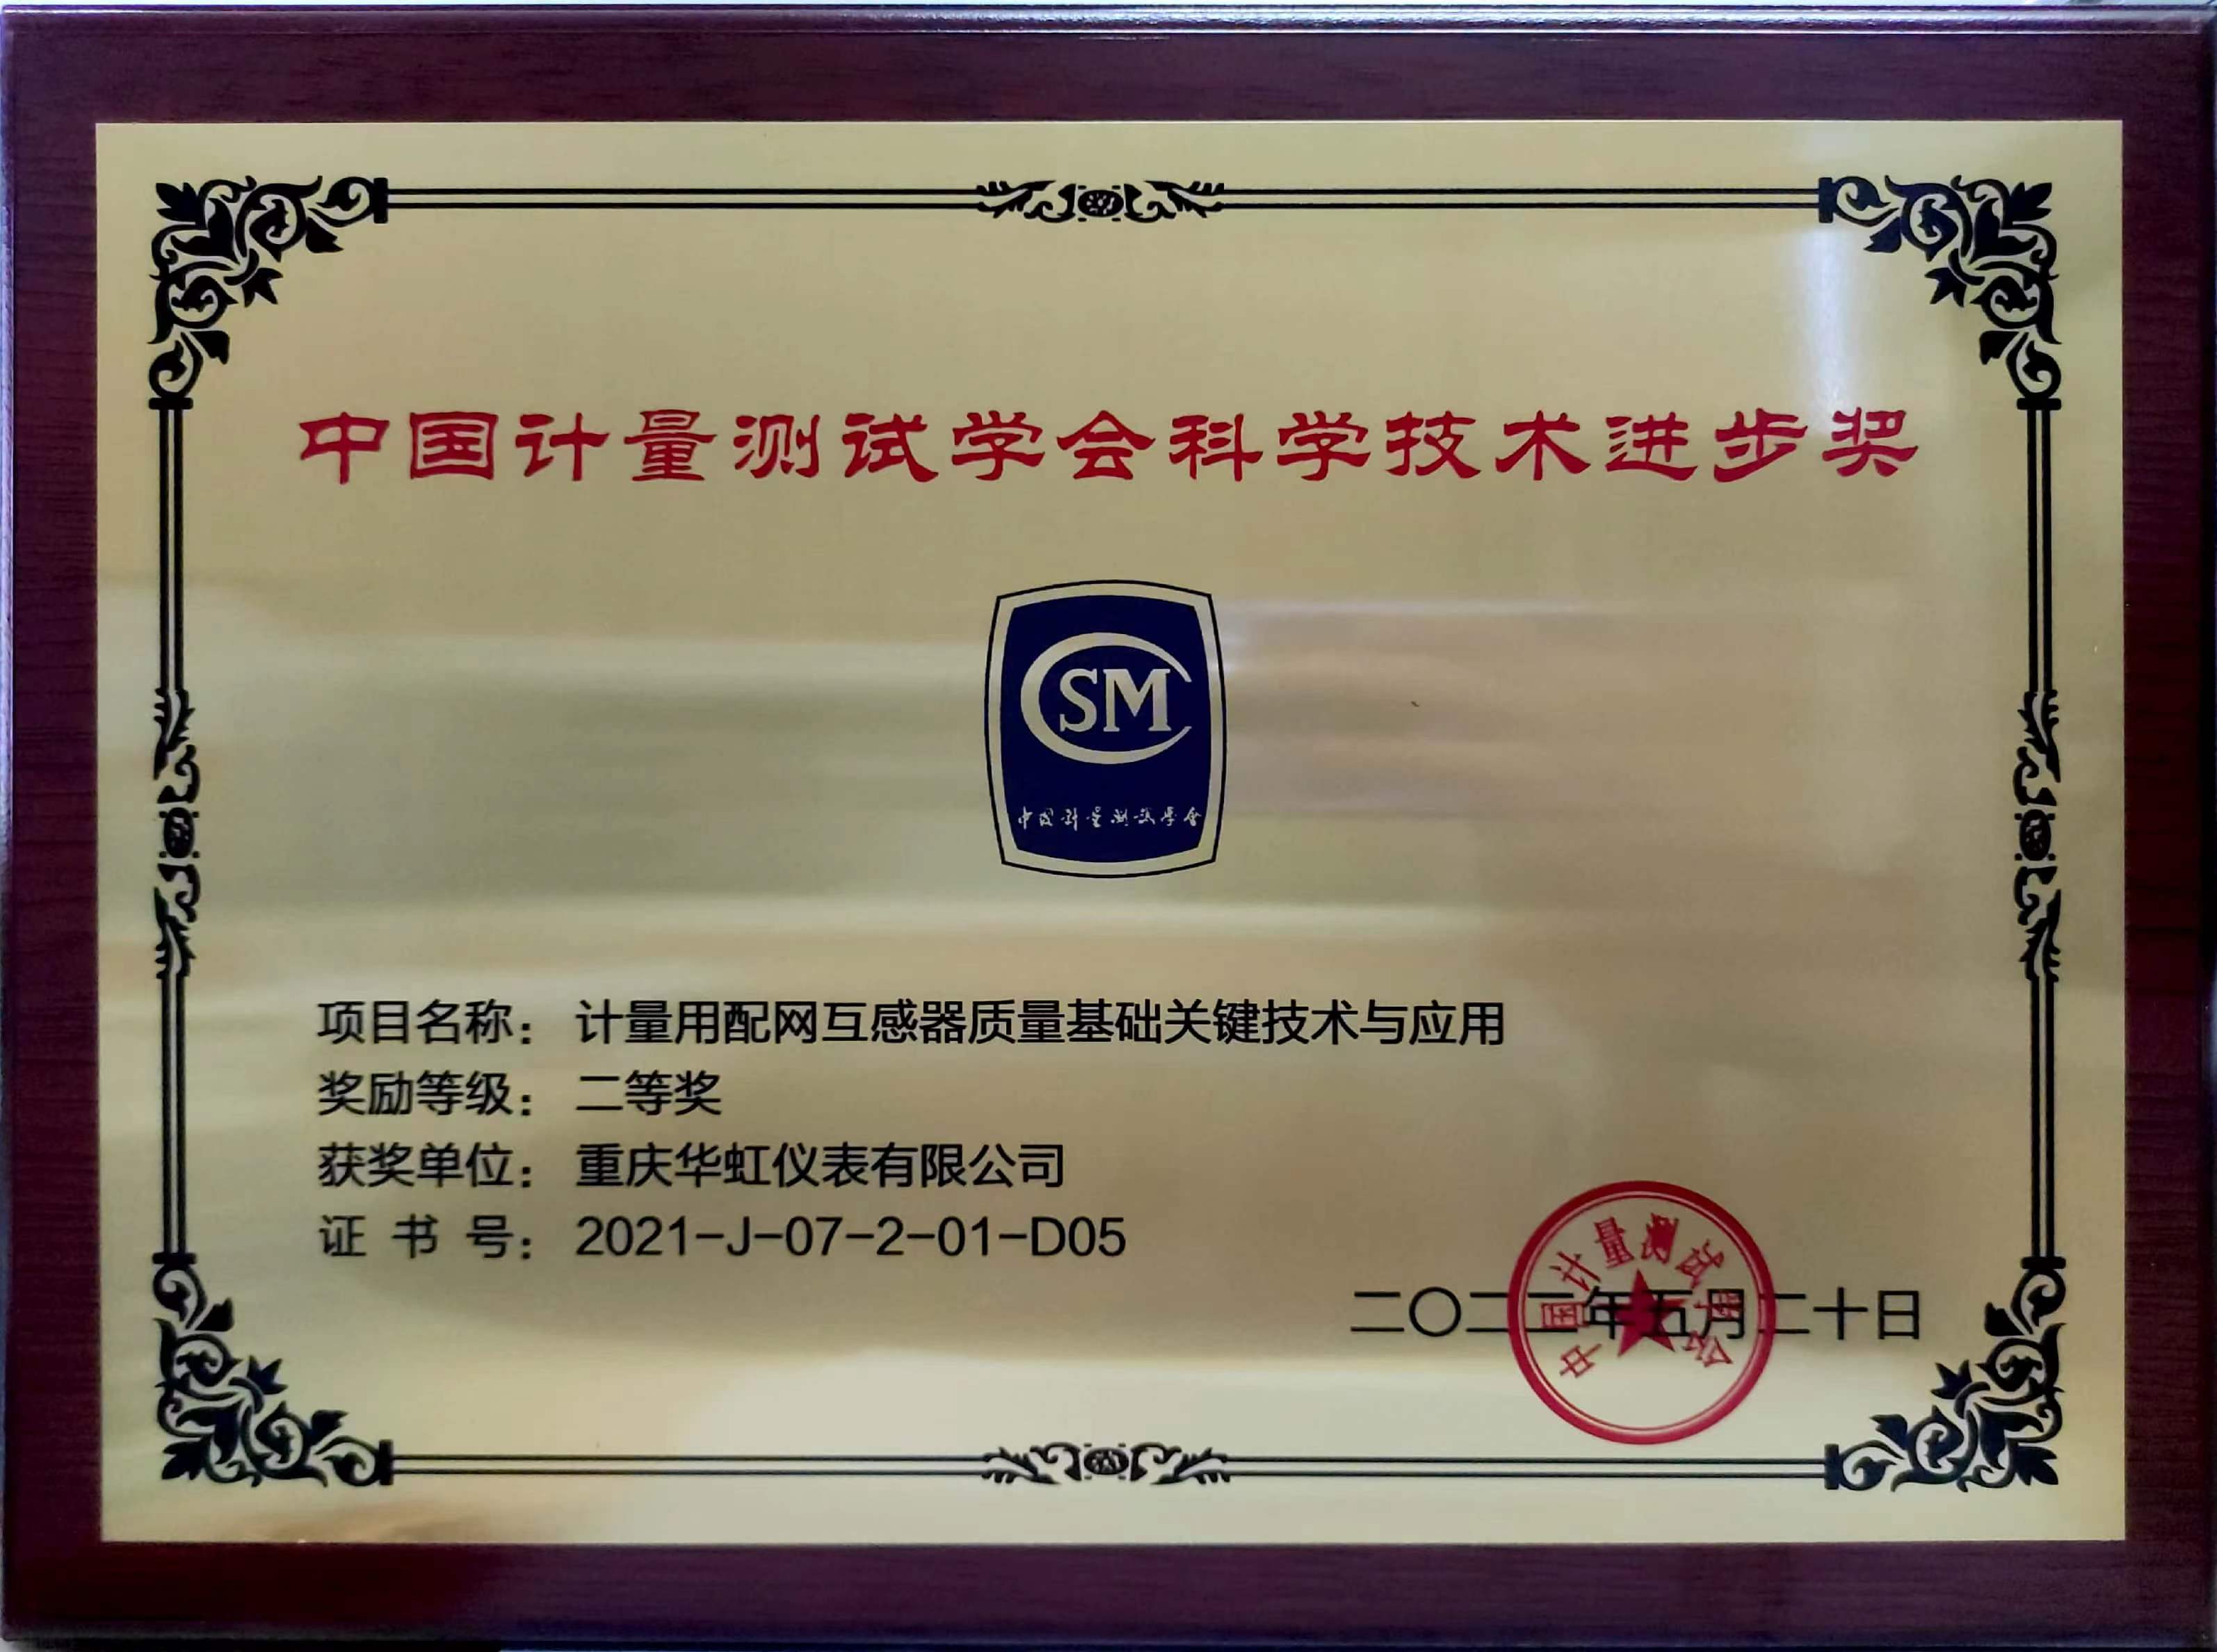 中国计量测试学会科学技术进步奖
CSM
中国计量测试学会
项目名称：计量用配网互感器质量基础关键技术与应用
奖励等级：二等奖
获奖单位：重庆华虹仪表有限公司
证书号：2021-J-07-2-01-D05
二〇二二年五月二十日
中国计量测试学会